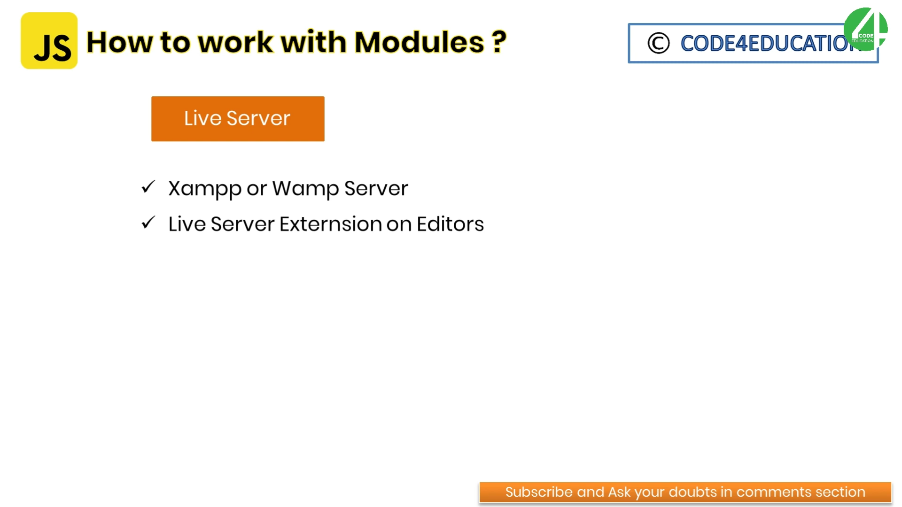 JS How to work with Modules ?
© CODE4EDUCATION
Live Server
✓ Xampp or Wamp Server
✓ Live Server Externsion on Editors
Subscribe and Ask your doubts in comments section